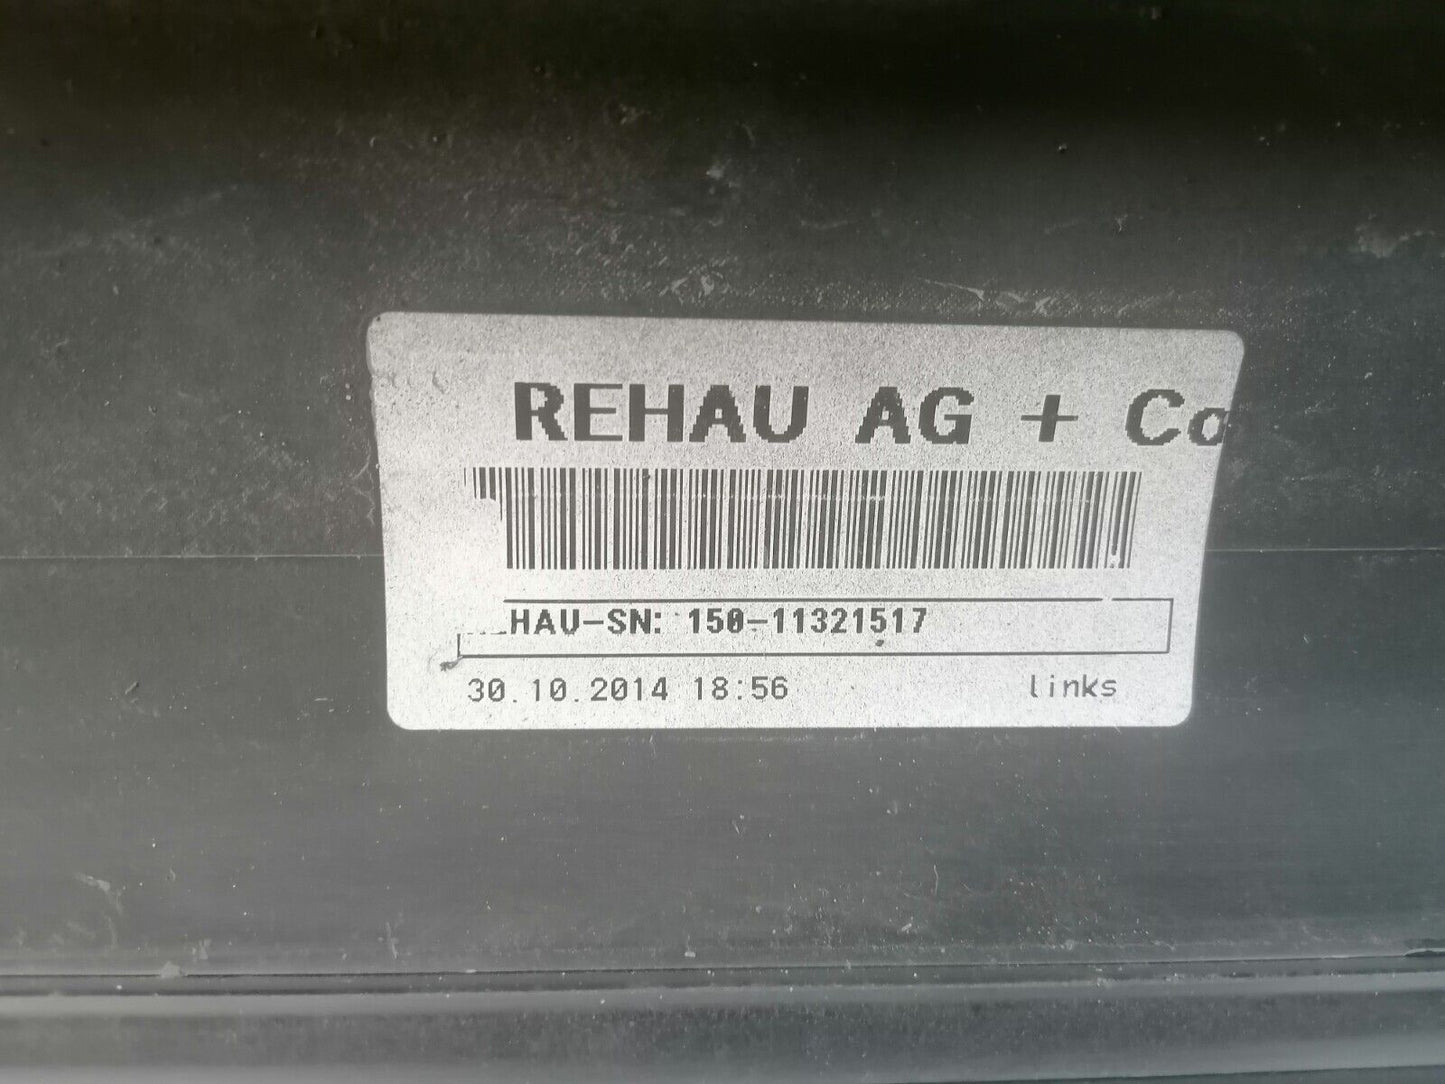 REHAU AG + Co
HAU-SN: 150-11321517
30.10.2014 18:56 links